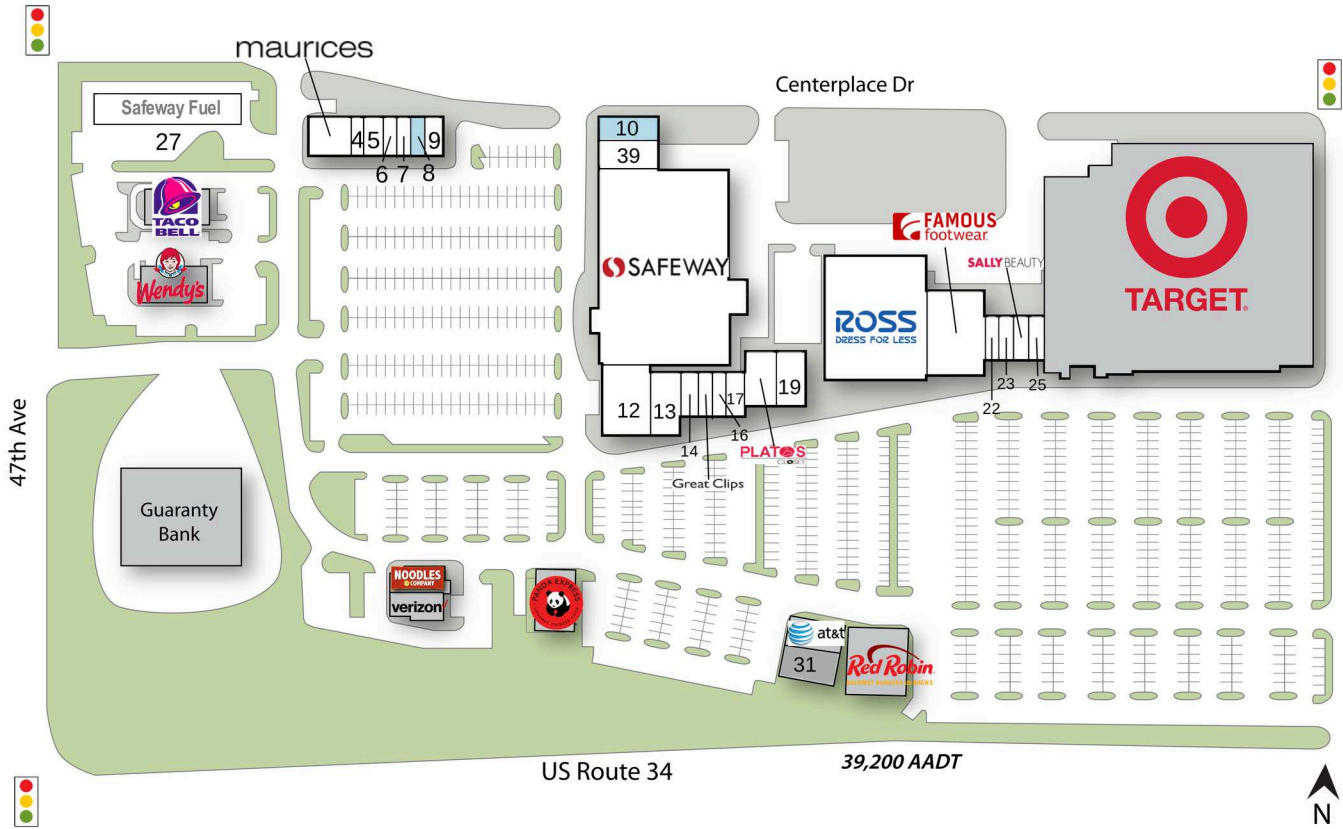 maurices
Centerplace Dr
Safeway Fuel
27
4
5
6
7
8
9
10
39
TACO
BELL
Wendy's
SAFEWAY
FAMOUS
footwear
SALLY BEAUTY
TARGET
ROSS
DRESS FOR LESS
12
13
14
16
17
19
22
23
25
PLATOS
CLOSET
Great Clips
47th Ave
Guaranty
Bank
NOODLES
& COMPANY
verizon
PANDA EXPRESS
at&t
31
Red Robin
US Route 34
39,200 AADT
N